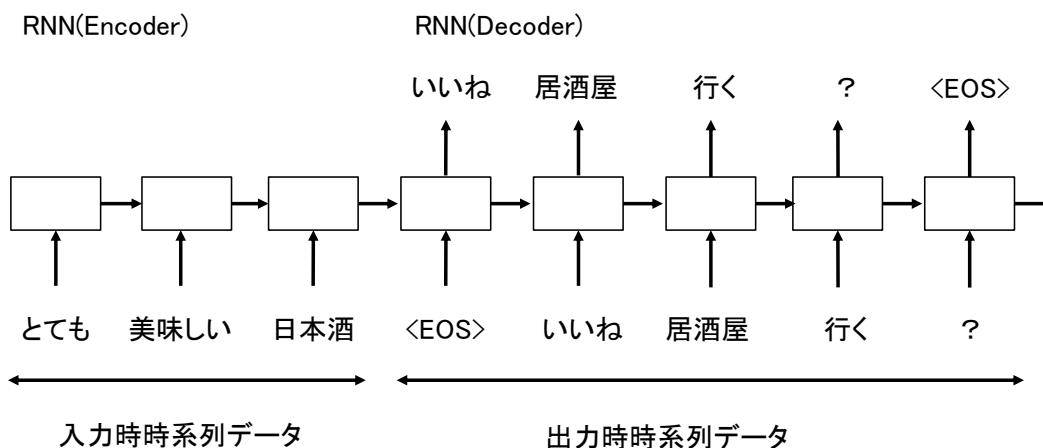 RNN(Encoder) RNN(Decoder)
いいね 居酒屋 行く ? <EOS>
とても 美味しい 日本酒 <EOS> いいね 居酒屋 行く ?
入力時時系列データ 出力時時系列データ